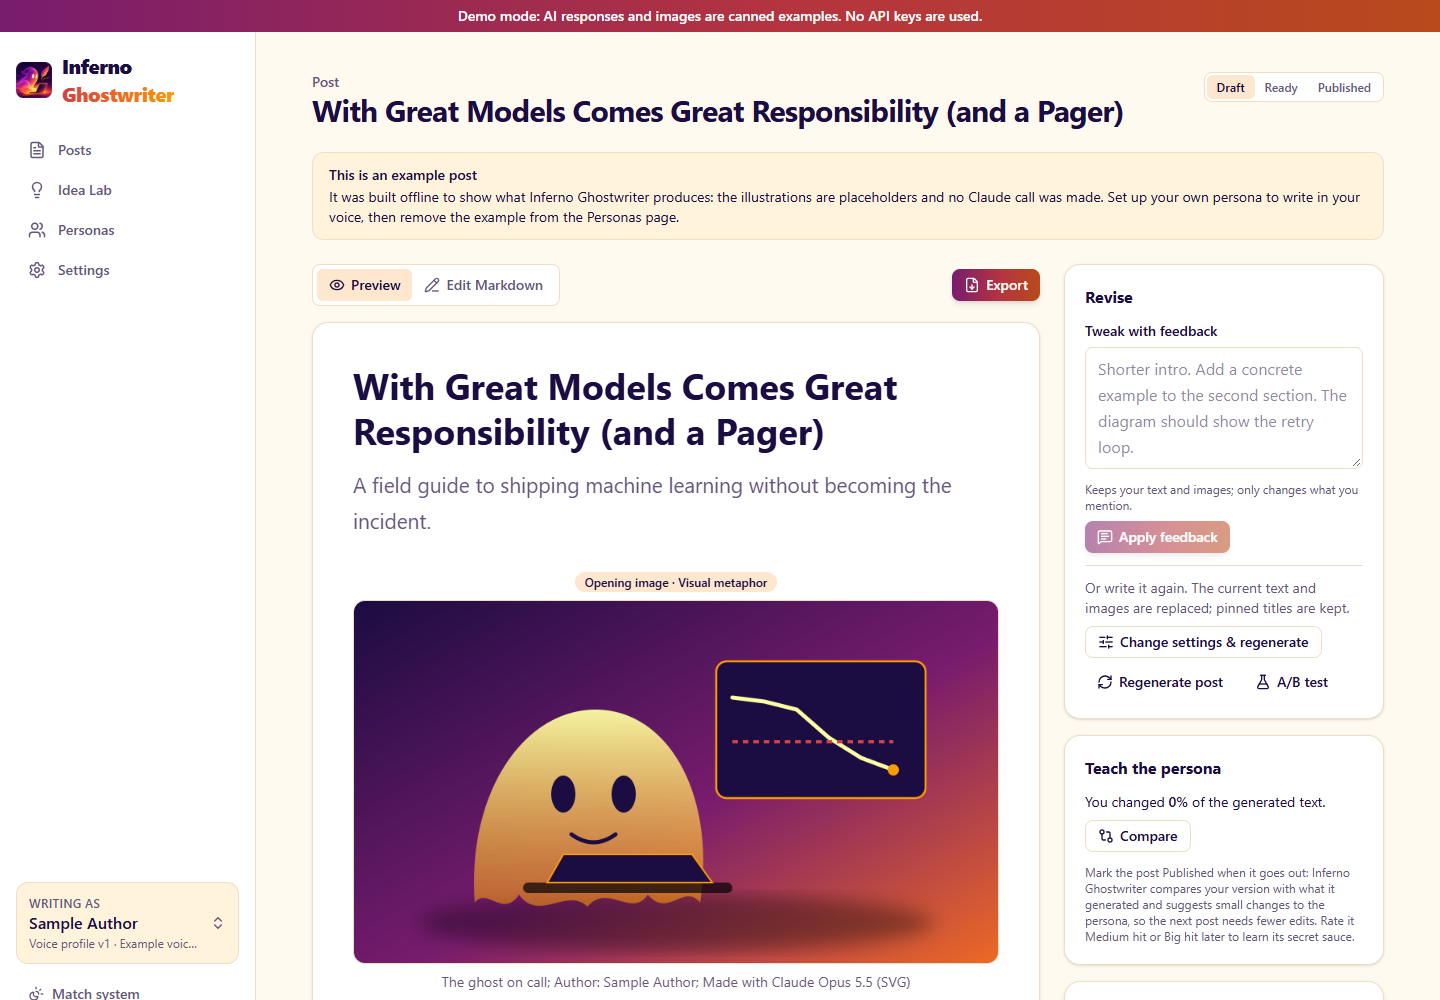 Demo mode: AI responses and images are canned examples. No API keys are used.
Inferno
Ghostwriter
Posts
Idea Lab
Personas
Settings
WRITING AS
Sample Author
Voice profile v1 · Example voic...
Match system
Post
With Great Models Comes Great Responsibility (and a Pager)
Draft
Ready
Published
This is an example post
It was built offline to show what Inferno Ghostwriter produces: the illustrations are placeholders and no Claude call was made. Set up your own persona to write in your
voice, then remove the example from the Personas page.
Preview
Edit Markdown
Export
With Great Models Comes Great
Responsibility (and a Pager)
A field guide to shipping machine learning without becoming the
incident.
Opening image · Visual metaphor
The ghost on call; Author: Sample Author; Made with Claude Opus 5.5 (SVG)
Revise
Tweak with feedback
Shorter intro. Add a concrete
example to the second section. The
diagram should show the retry
loop.
Keeps your text and images; only changes what you
mention.
Apply feedback
Or write it again. The current text and
images are replaced; pinned titles are kept.
Change settings & regenerate
Regenerate post
A/B test
Teach the persona
You changed 0% of the generated text.
Compare
Mark the post Published when it goes out: Inferno
Ghostwriter compares your version with what it
generated and suggests small changes to the
persona, so the next post needs fewer edits. Rate it
Medium hit or Big hit later to learn its secret sauce.